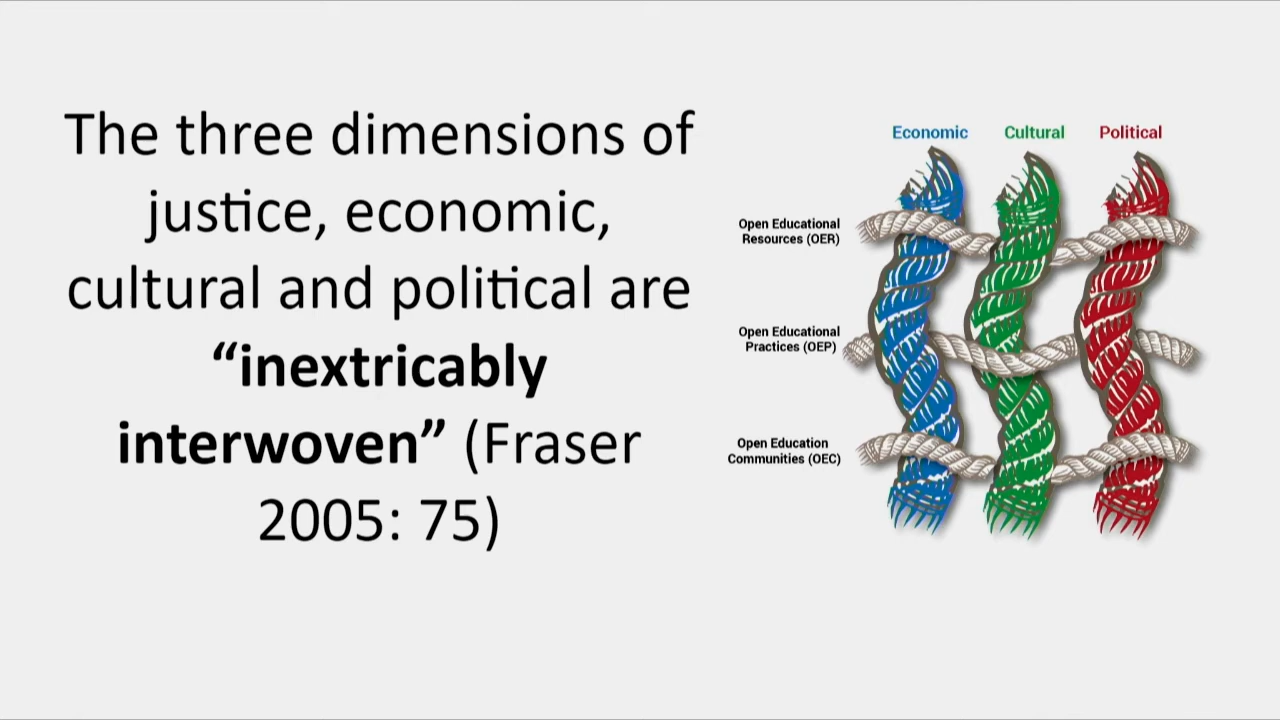 The three dimensions of
justice, economic,
cultural and political are
“inextricably
interwoven” (Fraser
2005: 75)
Economic Cultural Political
Open Educational
Resources (OER)
Open Educational
Practices (OEP)
Open Education
Communities (OEC)